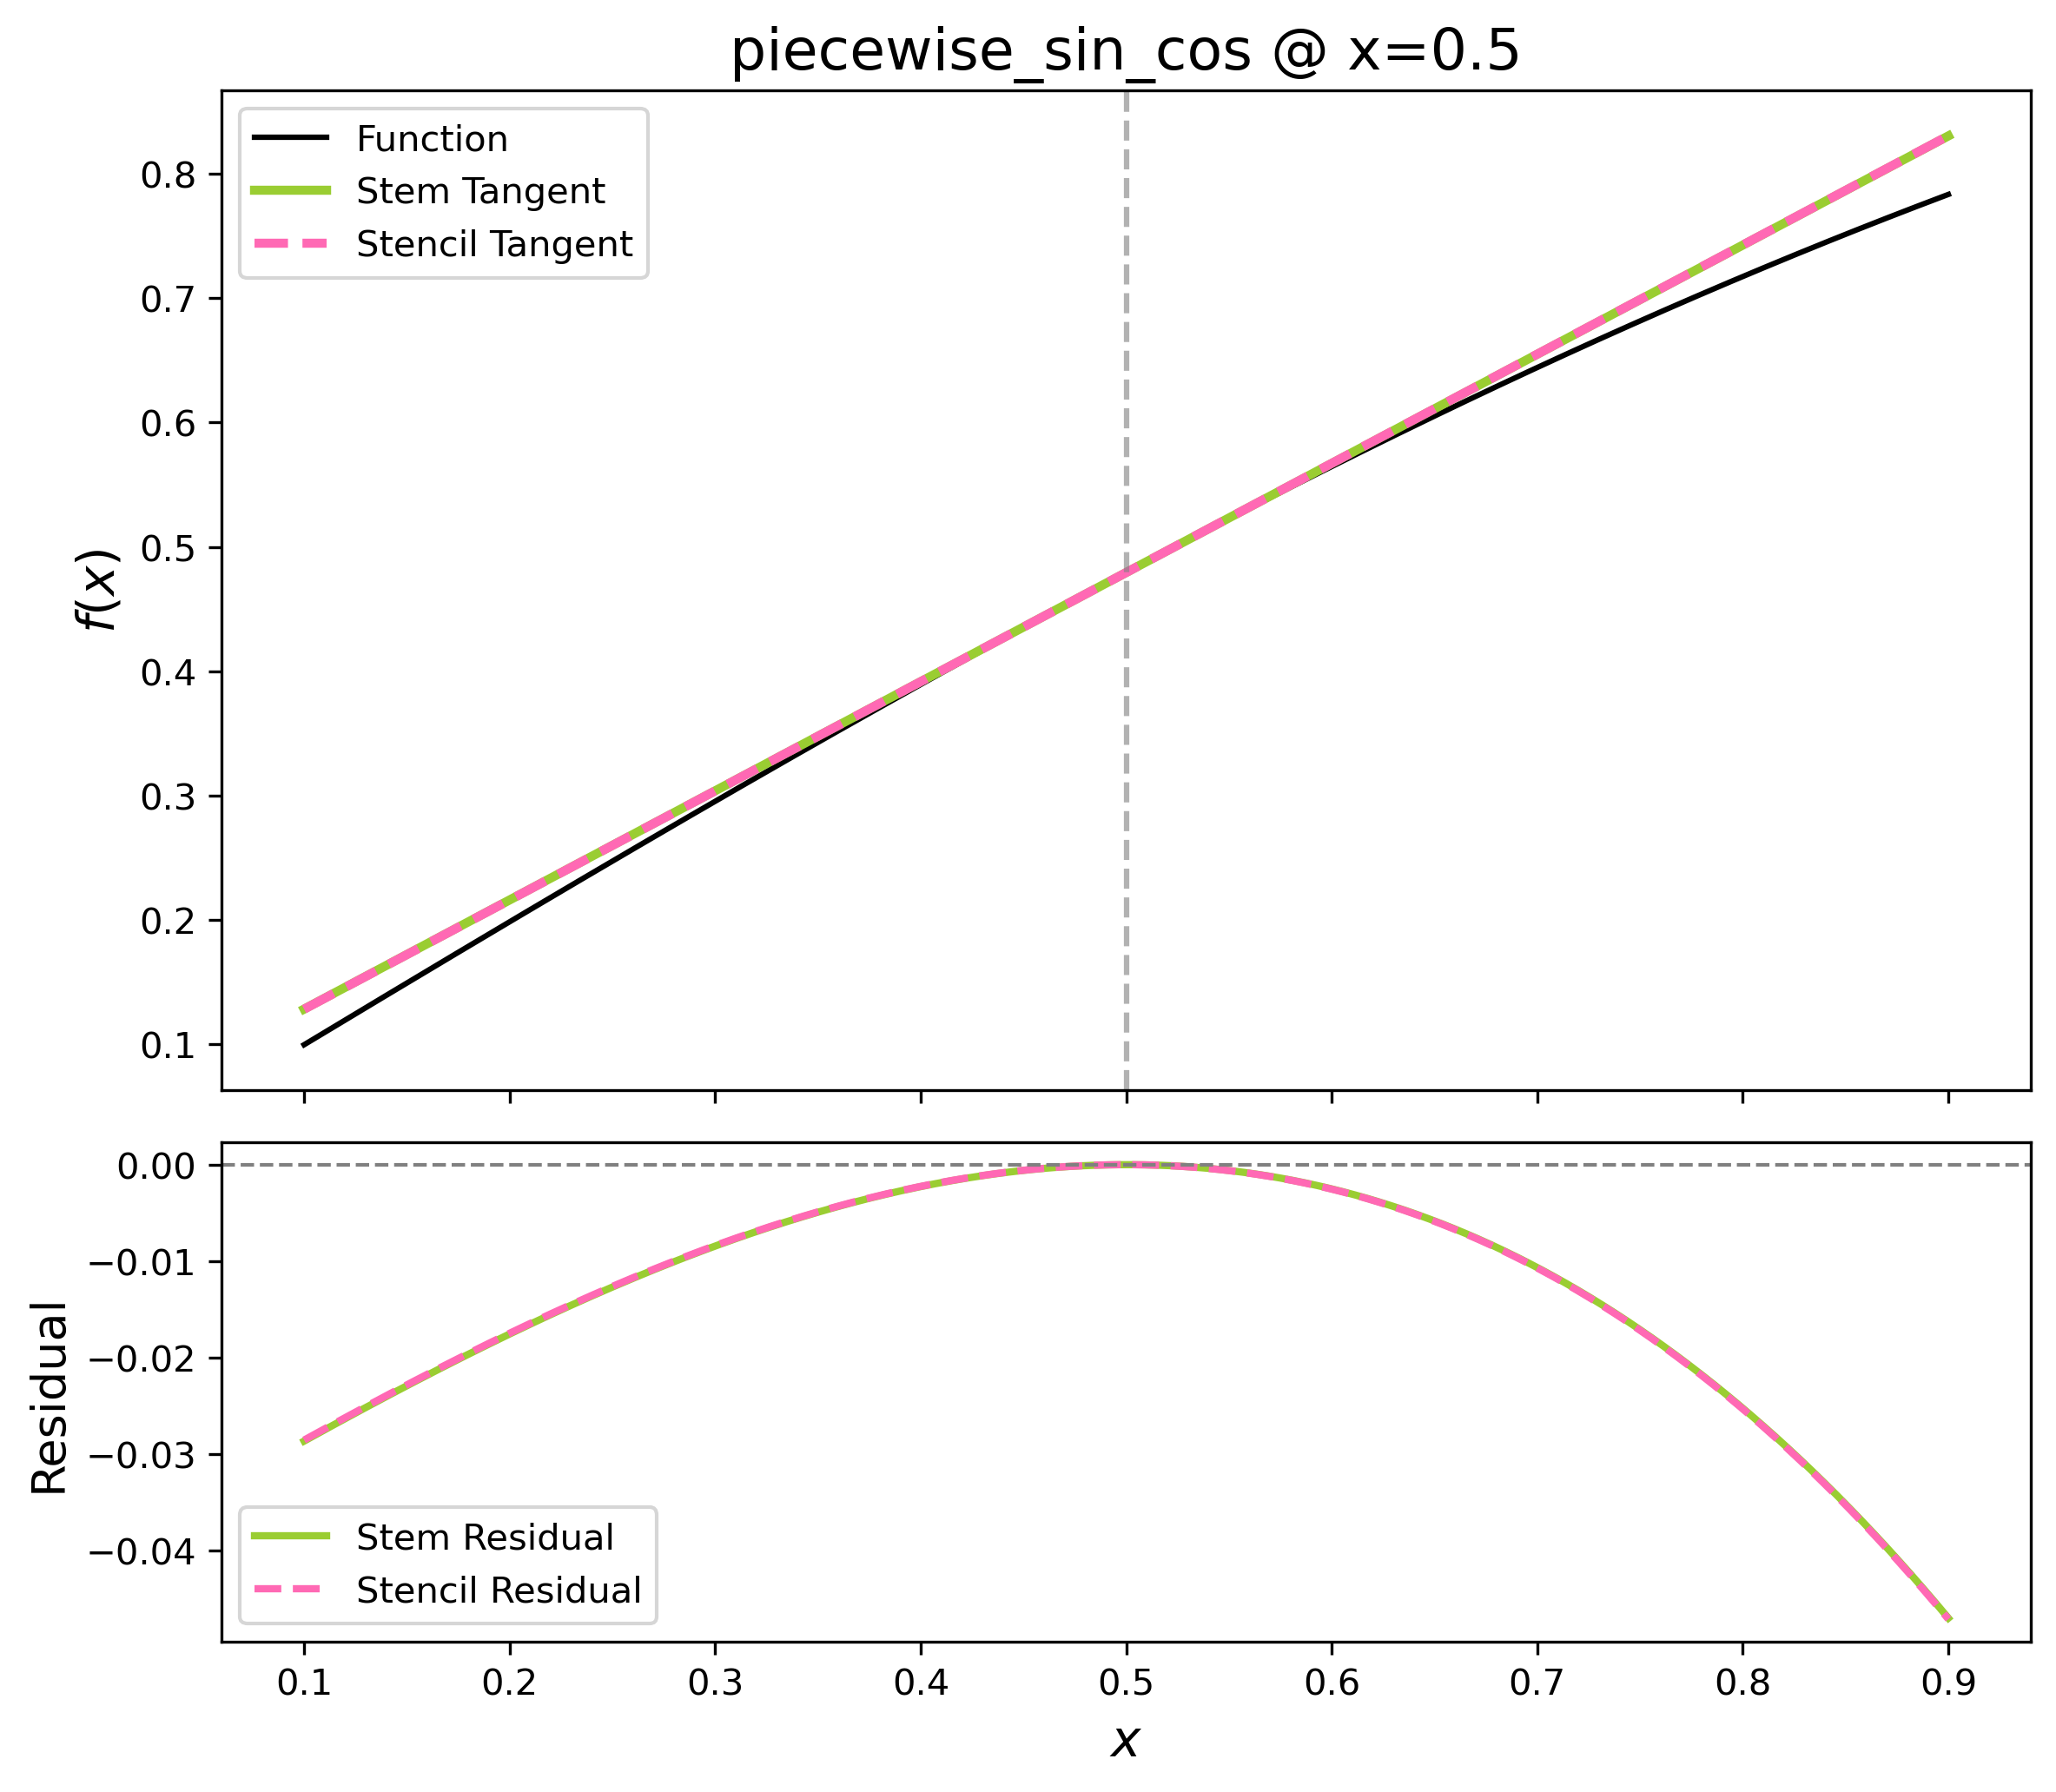 piecewise_sin_cos @ x=0.5
Function
Stem Tangent
Stencil Tangent
0.8
0.7
0.6
0.5
0.4
0.3
0.2
0.1
f(x)
0.00
−0.01
−0.02
−0.03
−0.04
Residual
Stem Residual
Stencil Residual
0.1 0.2 0.3 0.4 0.5 0.6 0.7 0.8 0.9
x